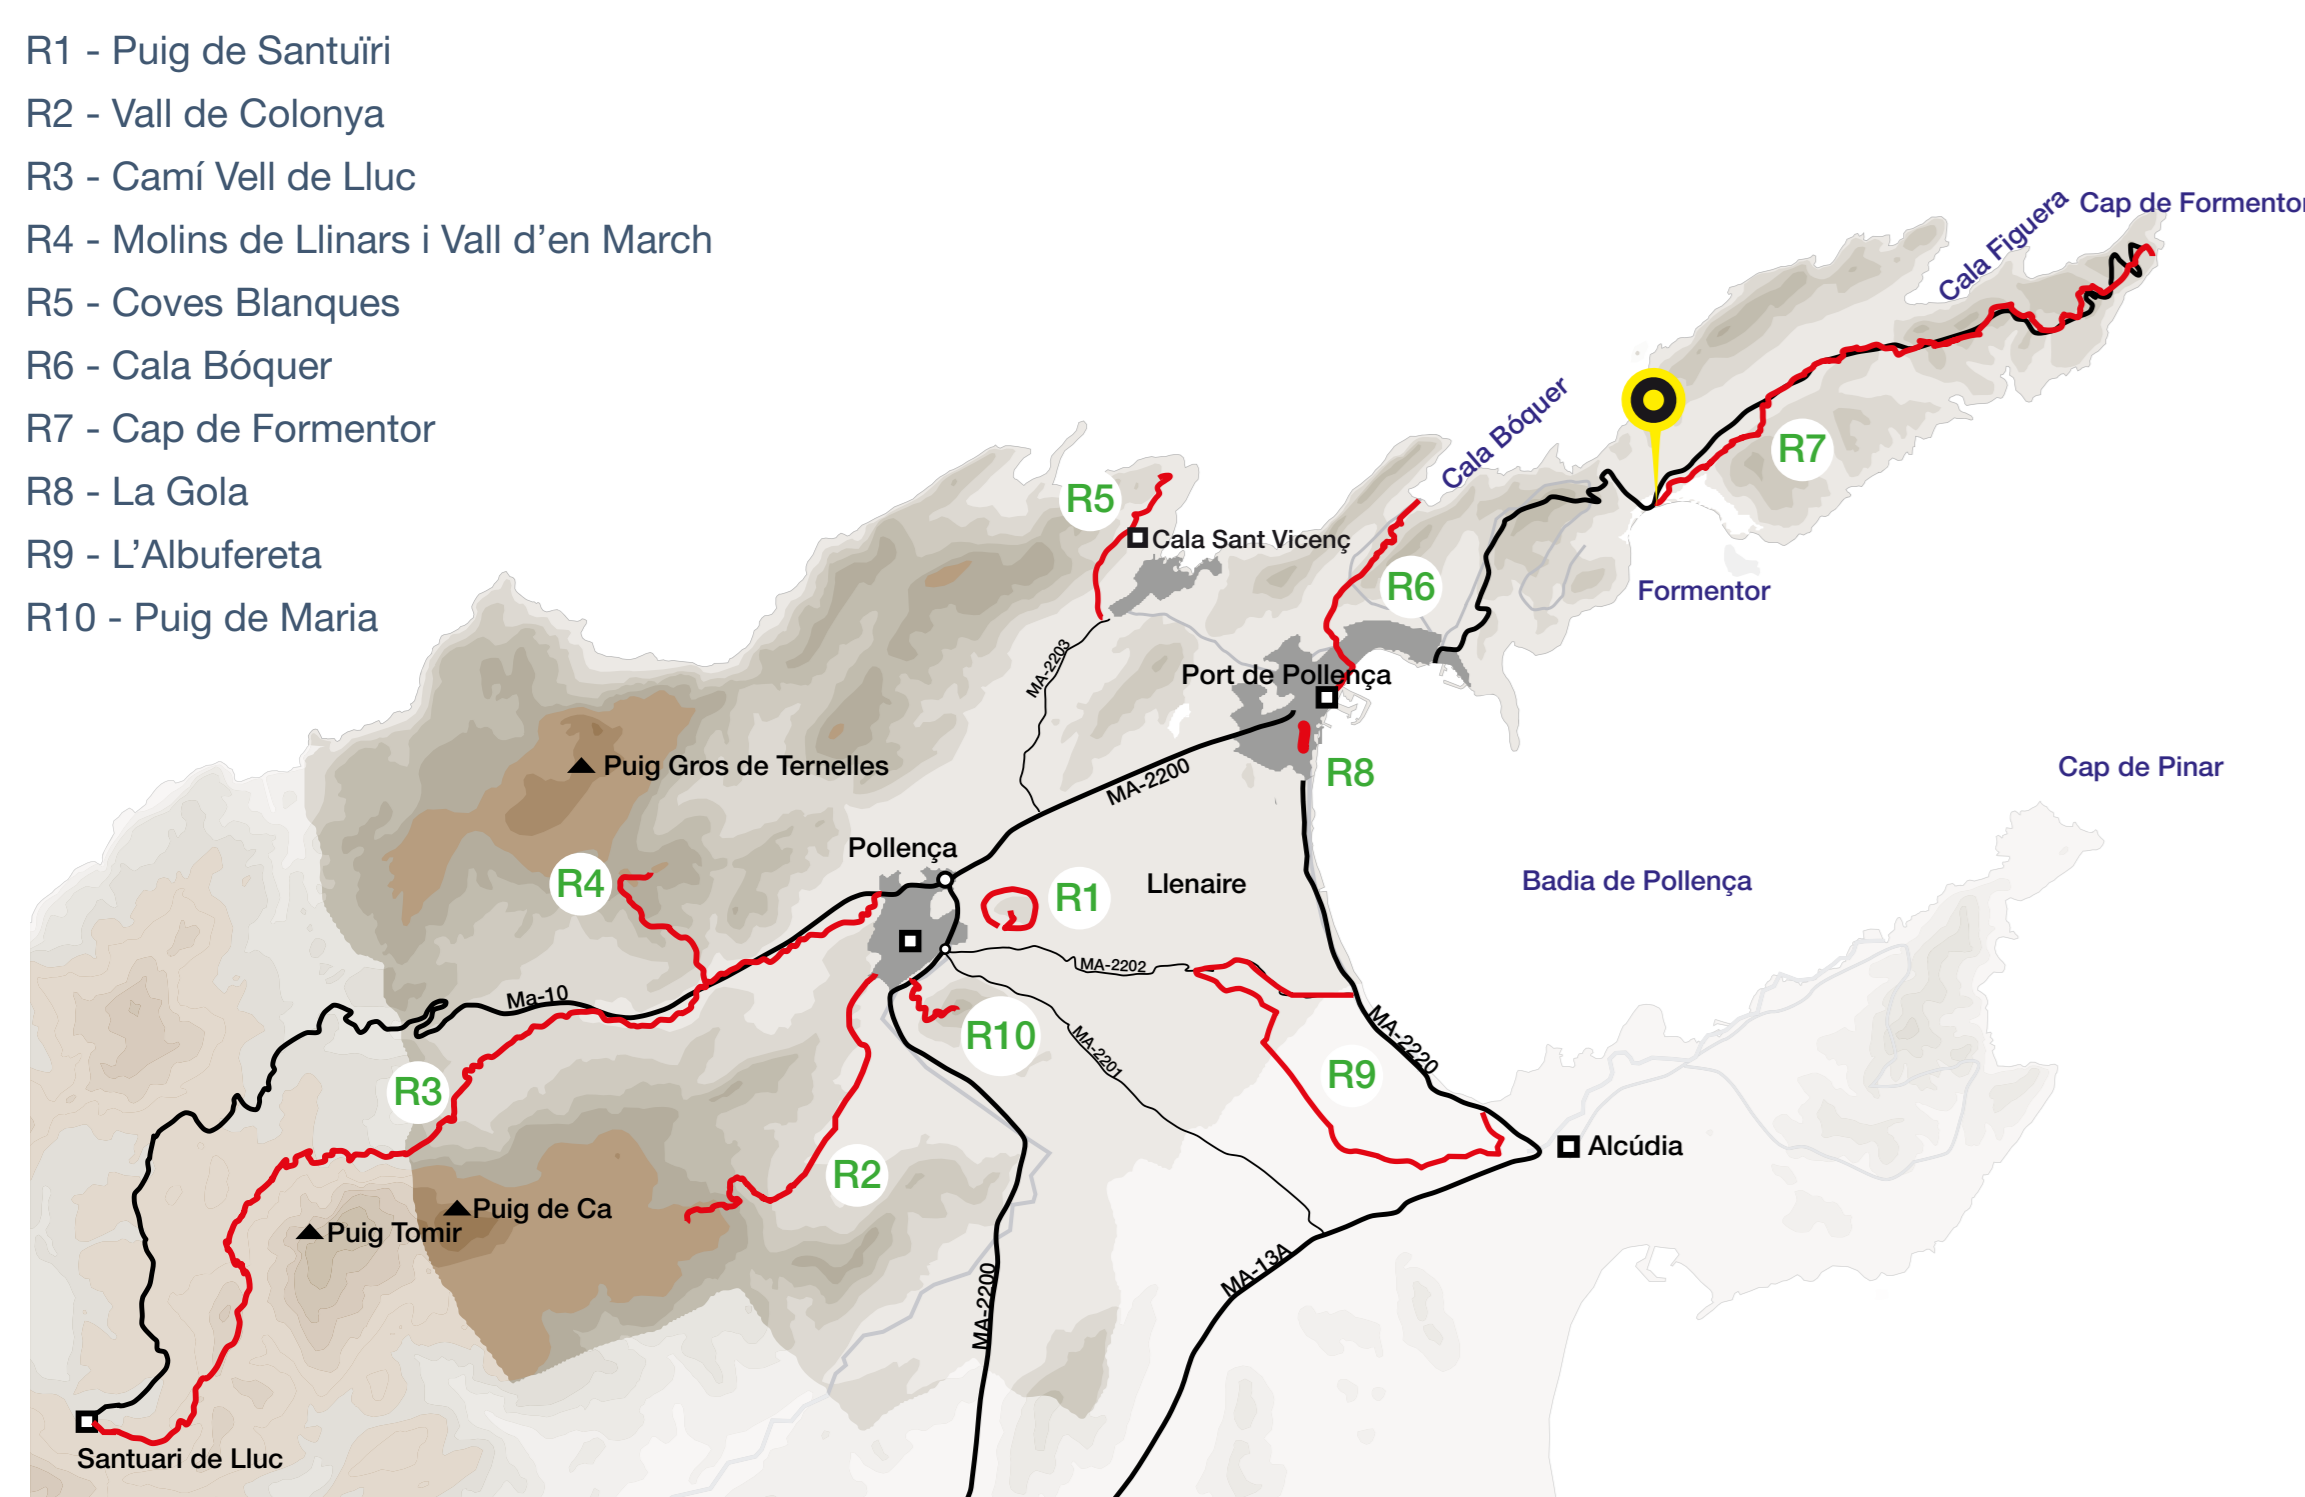 R1 - Puig de Santuïri
R2 - Vall de Colonya
R3 - Camí Vell de Lluc
R4 - Molins de Llinars i Vall d’en March
R5 - Coves Blanques
R6 - Cala Bóquer
R7 - Cap de Formentor
R8 - La Gola
R9 - L’Albufereta
R10 - Puig de Maria
Cap de Formentor
Cala Figuera
Cala Bóquer
R7
R5
Cala Sant Vicenç
R6
Formentor
MA-2203
Port de Pollença
Puig Gros de Ternelles
MA-2200
R8
Cap de Pinar
Pollença
R4
R1
Llenaire
Badia de Pollença
MA-2202
Ma-10
R10
MA-2201
MA-2220
R3
R9
Alcúdia
R2
Puig de Ca
Puig Tomir
MA-13A
MA-2200
Santuari de Lluc